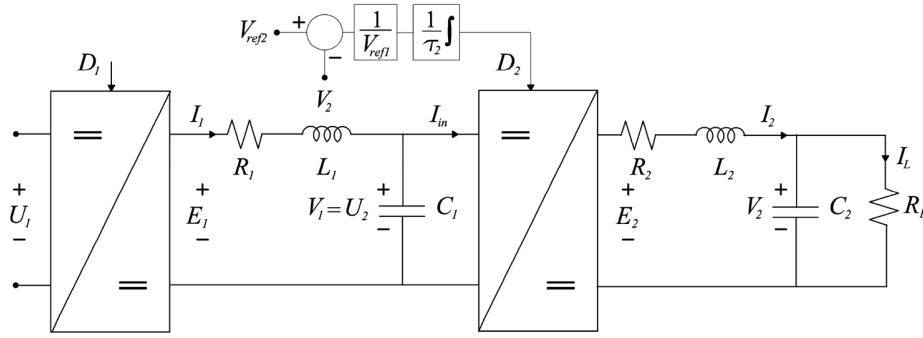 V_ref2 + − 1/V_ref1 1/τ_2 ∫
D_1 V_2 D_2
I_1 I_in I_2 I_L
R_1 L_1 R_2 L_2
+ U_1 − + E_1 − V_1=U_2 + − C_1 + E_2 − V_2 + − C_2 R_L